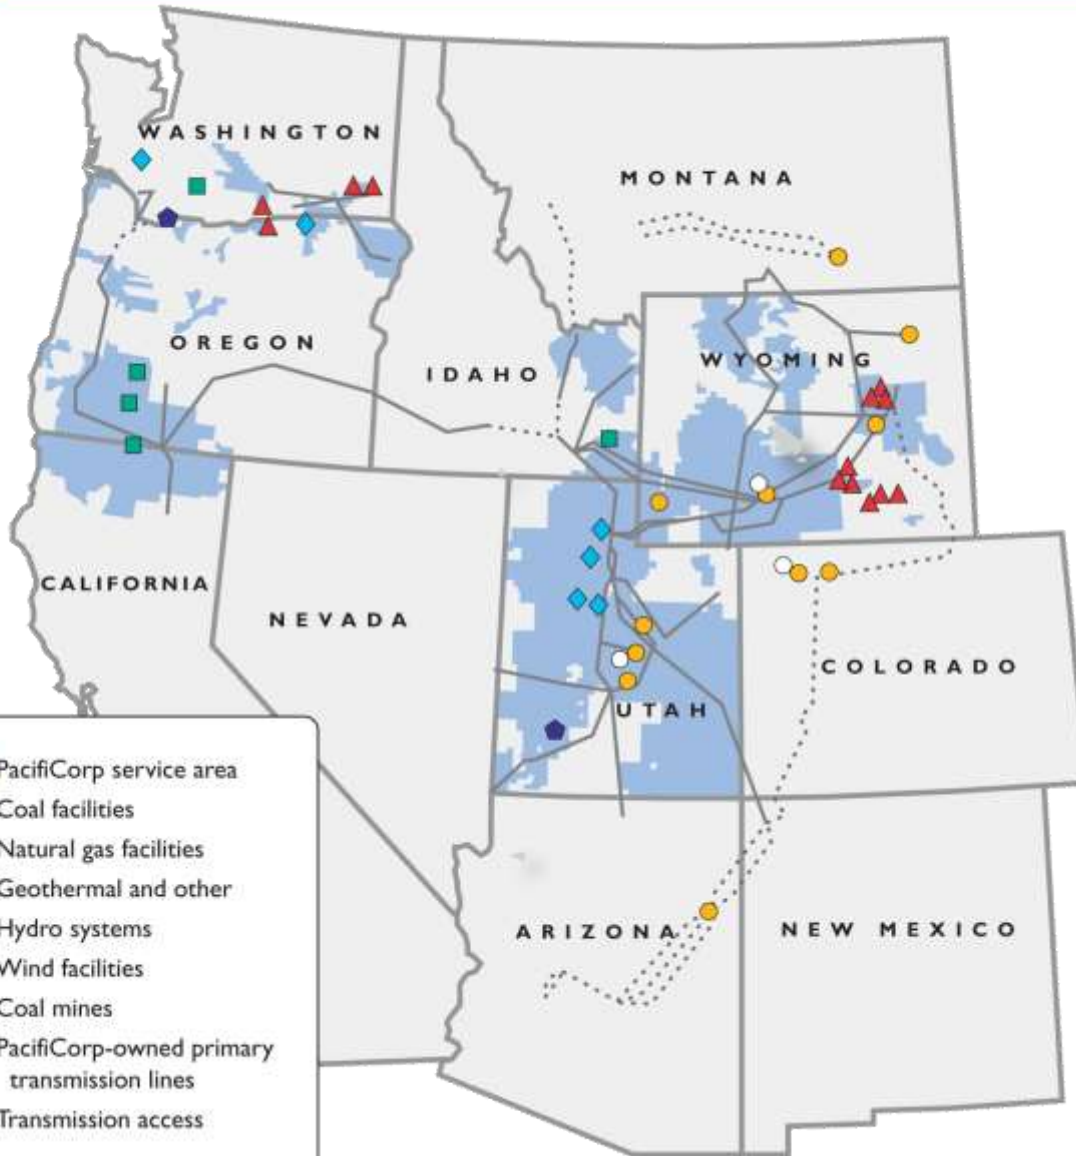 WASHINGTON
MONTANA
OREGON
IDAHO
WYOMING
CALIFORNIA
NEVADA
UTAH
COLORADO
ARIZONA
NEW MEXICO
PacifiCorp service area
Coal facilities
Natural gas facilities
Geothermal and other
Hydro systems
Wind facilities
Coal mines
PacifiCorp-owned primary
transmission lines
Transmission access